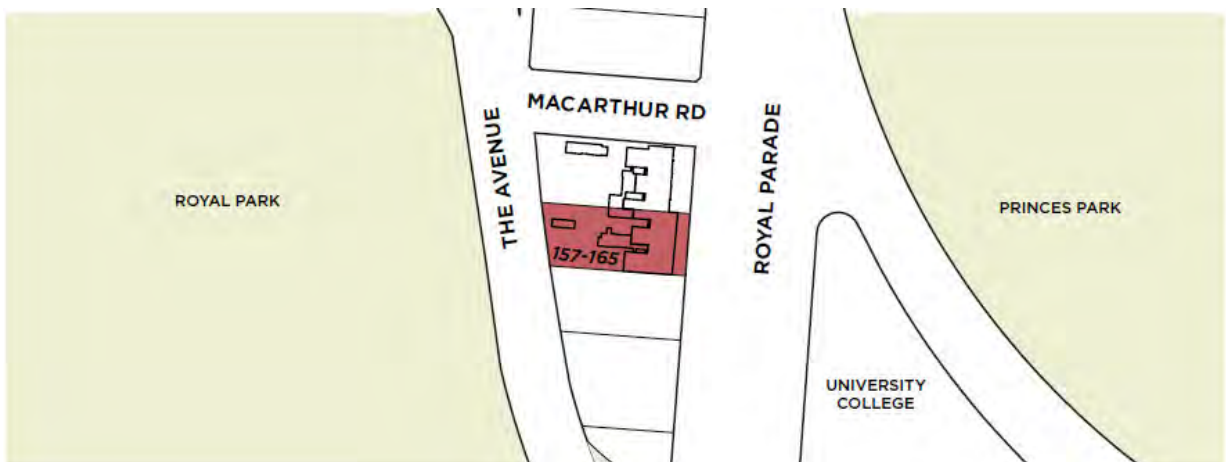 MACARTHUR RD
THE AVENUE
ROYAL PARADE
ROYAL PARK
PRINCES PARK
157-165
UNIVERSITY
COLLEGE